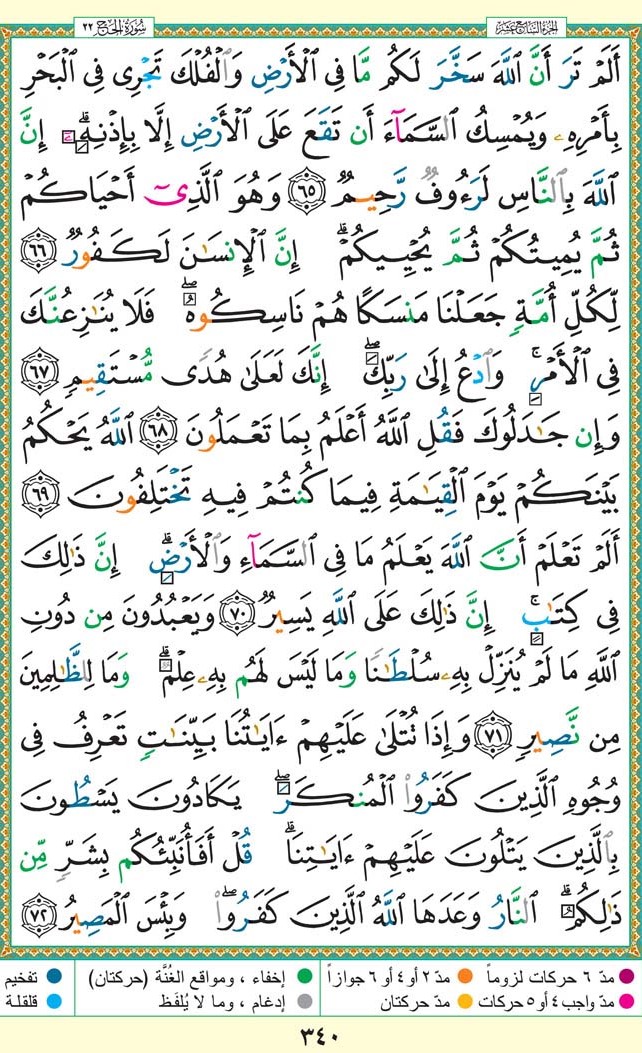 الجزء السابع عشر
سورة الحج ٢٢
أَلَمْ تَرَ أَنَّ ٱللَّهَ سَخَّرَ لَكُم مَّا فِى ٱلْأَرْضِ وَٱلْفُلْكَ تَجْرِى فِى ٱلْبَحْرِ
بِأَمْرِهِۦ وَيُمْسِكُ ٱلسَّمَآءَ أَن تَقَعَ عَلَى ٱلْأَرْضِ إِلَّا بِإِذْنِهِۦٓ ۗ إِنَّ
ٱللَّهَ بِٱلنَّاسِ لَرَءُوفٌ رَّحِيمٌ ٦٥ وَهُوَ ٱلَّذِىٓ أَحْيَاكُمْ
ثُمَّ يُمِيتُكُمْ ثُمَّ يُحْيِيكُمْ ۗ إِنَّ ٱلْإِنسَٰنَ لَكَفُورٌ ٦٦
لِّكُلِّ أُمَّةٍ جَعَلْنَا مَنسَكًا هُمْ نَاسِكُوهُ ۖ فَلَا يُنَٰزِعُنَّكَ
فِى ٱلْأَمْرِ ۚ وَٱدْعُ إِلَىٰ رَبِّكَ ۖ إِنَّكَ لَعَلَىٰ هُدًى مُّسْتَقِيمٍ ٦٧
وَإِن جَٰدَلُوكَ فَقُلِ ٱللَّهُ أَعْلَمُ بِمَا تَعْمَلُونَ ٦٨ ٱللَّهُ يَحْكُمُ
بَيْنَكُمْ يَوْمَ ٱلْقِيَٰمَةِ فِيمَا كُنتُمْ فِيهِ تَخْتَلِفُونَ ٦٩
أَلَمْ تَعْلَمْ أَنَّ ٱللَّهَ يَعْلَمُ مَا فِى ٱلسَّمَآءِ وَٱلْأَرْضِ ۗ إِنَّ ذَٰلِكَ
فِى كِتَٰبٍ ۚ إِنَّ ذَٰلِكَ عَلَى ٱللَّهِ يَسِيرٌ ٧٠ وَيَعْبُدُونَ مِن دُونِ
ٱللَّهِ مَا لَمْ يُنَزِّلْ بِهِۦ سُلْطَٰنًا وَمَا لَيْسَ لَهُم بِهِۦ عِلْمٌ ۗ وَمَا لِلظَّٰلِمِينَ
مِن نَّصِيرٍ ٧١ وَإِذَا تُتْلَىٰ عَلَيْهِمْ ءَايَٰتُنَا بَيِّنَٰتٍ تَعْرِفُ فِى
وُجُوهِ ٱلَّذِينَ كَفَرُوا۟ ٱلْمُنكَرَ ۖ يَكَادُونَ يَسْطُونَ
بِٱلَّذِينَ يَتْلُونَ عَلَيْهِمْ ءَايَٰتِنَا ۗ قُلْ أَفَأُنَبِّئُكُم بِشَرٍّ مِّن
ذَٰلِكُمُ ۗ ٱلنَّارُ وَعَدَهَا ٱللَّهُ ٱلَّذِينَ كَفَرُوا۟ ۖ وَبِئْسَ ٱلْمَصِيرُ ٧٢
مدّ ٦ حركات لزوماً مدّ ٢ أو ٤ أو ٦ جوازاً إخفاء ، ومواقع الغُنَّة (حركتان) تفخيم
مدّ واجب ٤ أو ٥ حركات مدّ حركتان إدغام ، وما لا يُلفَظ قلقلة
٣٤٠